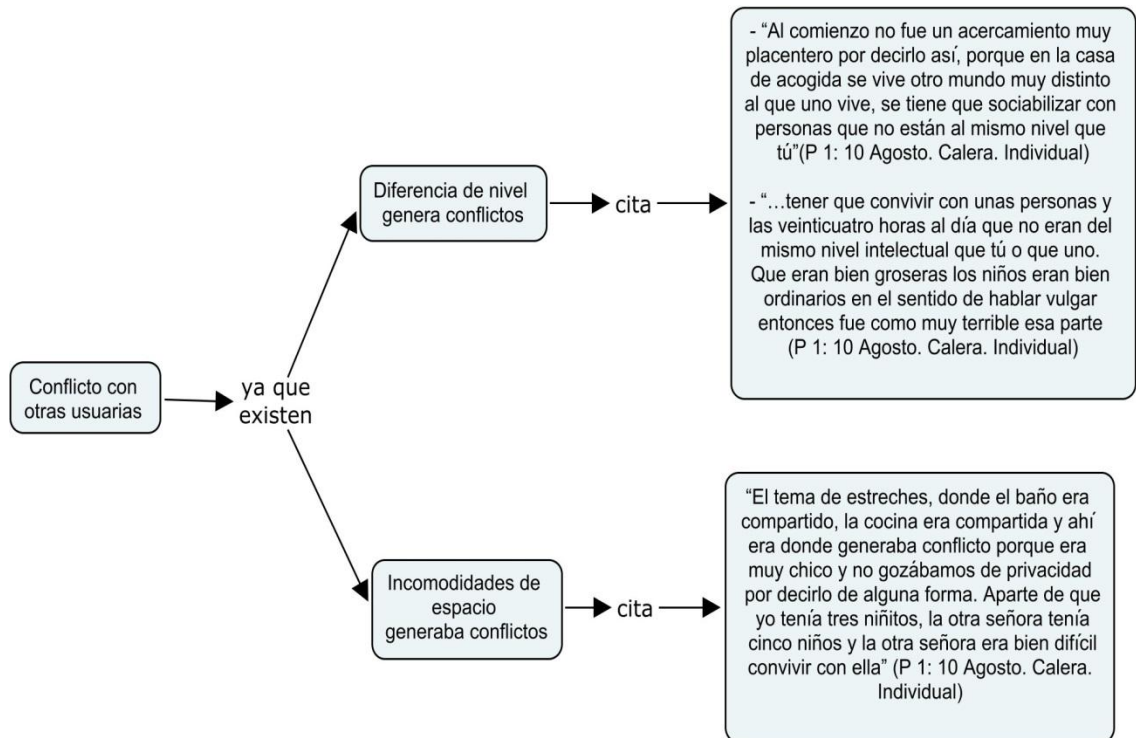 - “Al comienzo no fue un acercamiento muy
placentero por decirlo así, porque en la casa
de acogida se vive otro mundo muy distinto
al que uno vive, se tiene que sociabilizar con
personas que no están al mismo nivel que
tú”(P 1: 10 Agosto. Calera. Individual)
- “…tener que convivir con unas personas y
las veinticuatro horas al día que no eran del
mismo nivel intelectual que tú o que uno.
Que eran bien groseras los niños eran bien
ordinarios en el sentido de hablar vulgar
entonces fue como muy terrible esa parte
(P 1: 10 Agosto. Calera. Individual)
Diferencia de nivel
genera conflictos
cita
Conflicto con
otras usuarias
ya que
existen
Incomodidades de
espacio
generaba conflictos
cita
“El tema de estreches, donde el baño era
compartido, la cocina era compartida y ahí
era donde generaba conflicto porque era
muy chico y no gozábamos de privacidad
por decirlo de alguna forma. Aparte de que
yo tenía tres niñitos, la otra señora tenía
cinco niños y la otra señora era bien difícil
convivir con ella” (P 1: 10 Agosto. Calera.
Individual)